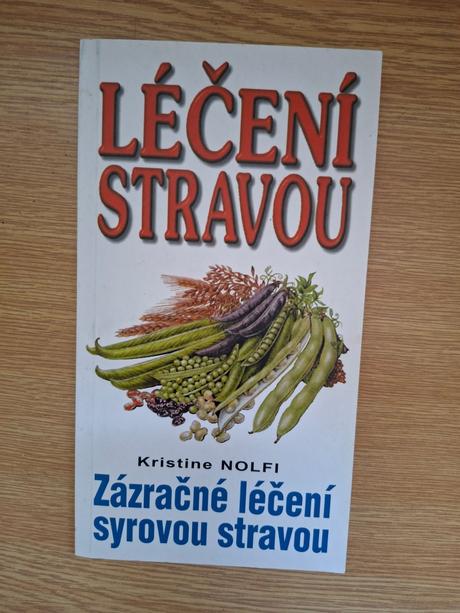 LÉČENÍ
STRAVOU
Kristine NOLFI
Zázračné léčení
syrovou stravou